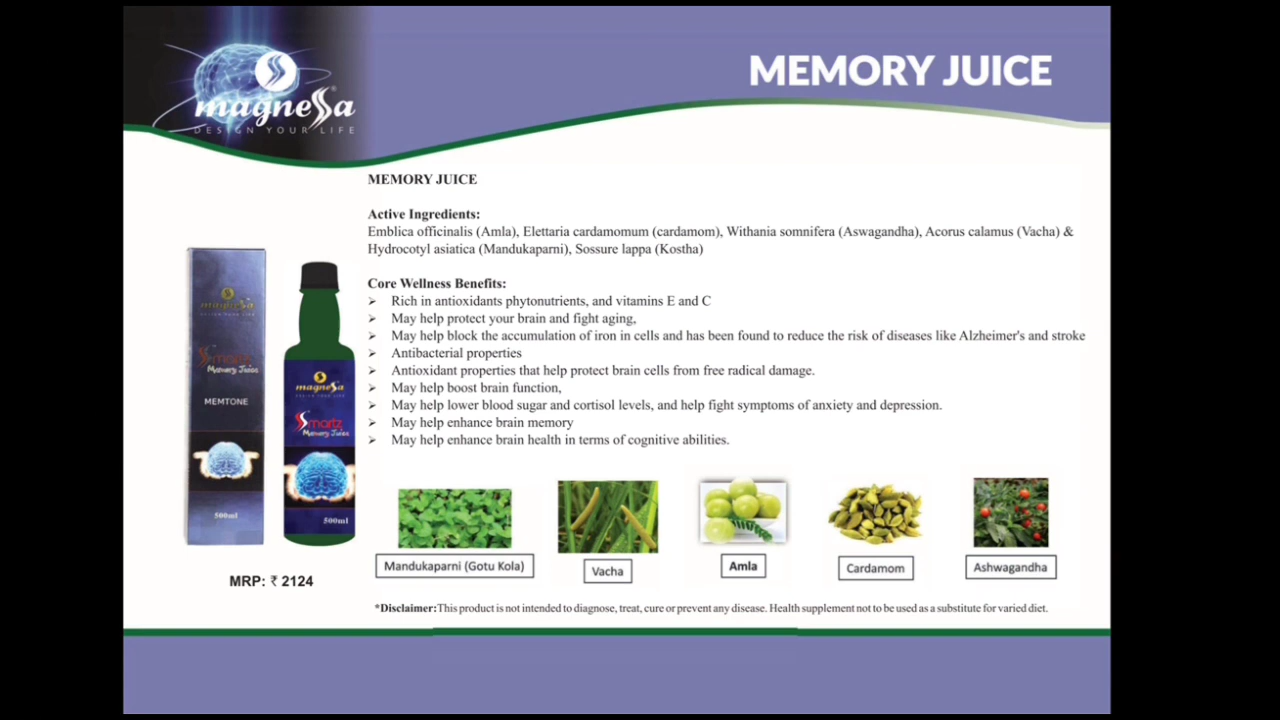 magneSsa
DESIGN YOUR LIFE
MEMORY JUICE
MEMORY JUICE
Active Ingredients:
Emblica officinalis (Amla), Elettaria cardamomum (cardamom), Withania somnifera (Aswagandha), Acorus calamus (Vacha) &
Hydrocotyl asiatica (Mandukaparni), Sossure lappa (Kostha)
Core Wellness Benefits:
➢ Rich in antioxidants phytonutrients, and vitamins E and C
➢ May help protect your brain and fight aging,
➢ May help block the accumulation of iron in cells and has been found to reduce the risk of diseases like Alzheimer's and stroke
➢ Antibacterial properties
➢ Antioxidant properties that help protect brain cells from free radical damage.
➢ May help boost brain function,
➢ May help lower blood sugar and cortisol levels, and help fight symptoms of anxiety and depression.
➢ May help enhance brain memory
➢ May help enhance brain health in terms of cognitive abilities.
magneSsa
Smartz
Memory Juice
MEMTONE
500ml
magneSsa
DESIGN YOUR LIFE
Smartz
Memory Juice
500ml
MRP: ₹ 2124
Mandukaparni (Gotu Kola)
Vacha
Amla
Cardamom
Ashwagandha
*Disclaimer:This product is not intended to diagnose, treat, cure or prevent any disease. Health supplement not to be used as a substitute for varied diet.